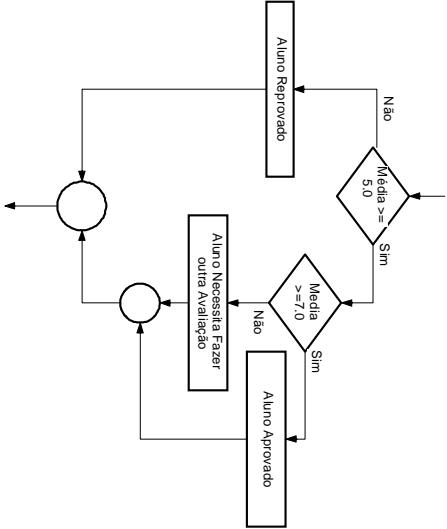 Média >=
5.0
Não
Sim
Aluno Reprovado
Media
>=7.0
Não
Sim
Aluno Necessita Fazer
outra Avaliação
Aluno Aprovado